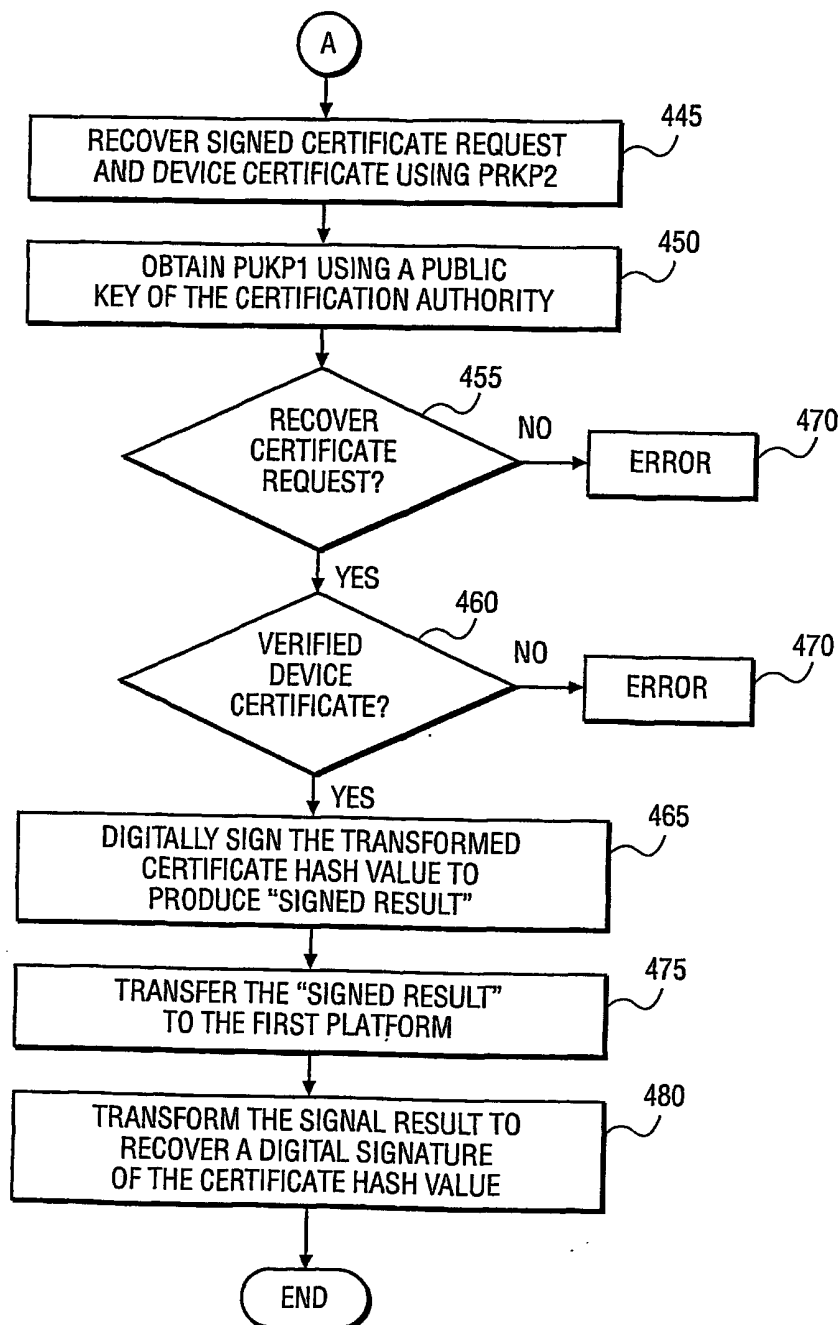 A
RECOVER SIGNED CERTIFICATE REQUEST
AND DEVICE CERTIFICATE USING PRKP2
445
OBTAIN PUKP1 USING A PUBLIC
KEY OF THE CERTIFICATION AUTHORITY
450
RECOVER
CERTIFICATE
REQUEST?
455
NO
ERROR
470
YES
VERIFIED
DEVICE
CERTIFICATE?
460
NO
ERROR
470
YES
DIGITALLY SIGN THE TRANSFORMED
CERTIFICATE HASH VALUE TO
PRODUCE “SIGNED RESULT”
465
TRANSFER THE “SIGNED RESULT”
TO THE FIRST PLATFORM
475
TRANSFORM THE SIGNAL RESULT TO
RECOVER A DIGITAL SIGNATURE
OF THE CERTIFICATE HASH VALUE
480
END